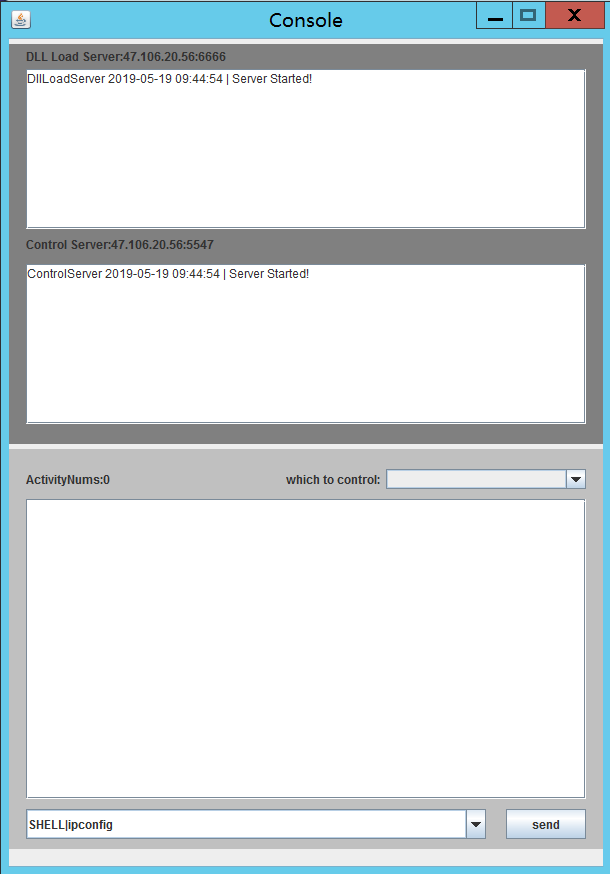 Console
DLL Load Server:47.106.20.56:6666
DllLoadServer 2019-05-19 09:44:54 | Server Started!
Control Server:47.106.20.56:5547
ControlServer 2019-05-19 09:44:54 | Server Started!
ActivityNums:0 which to control:
SHELL|ipconfig send